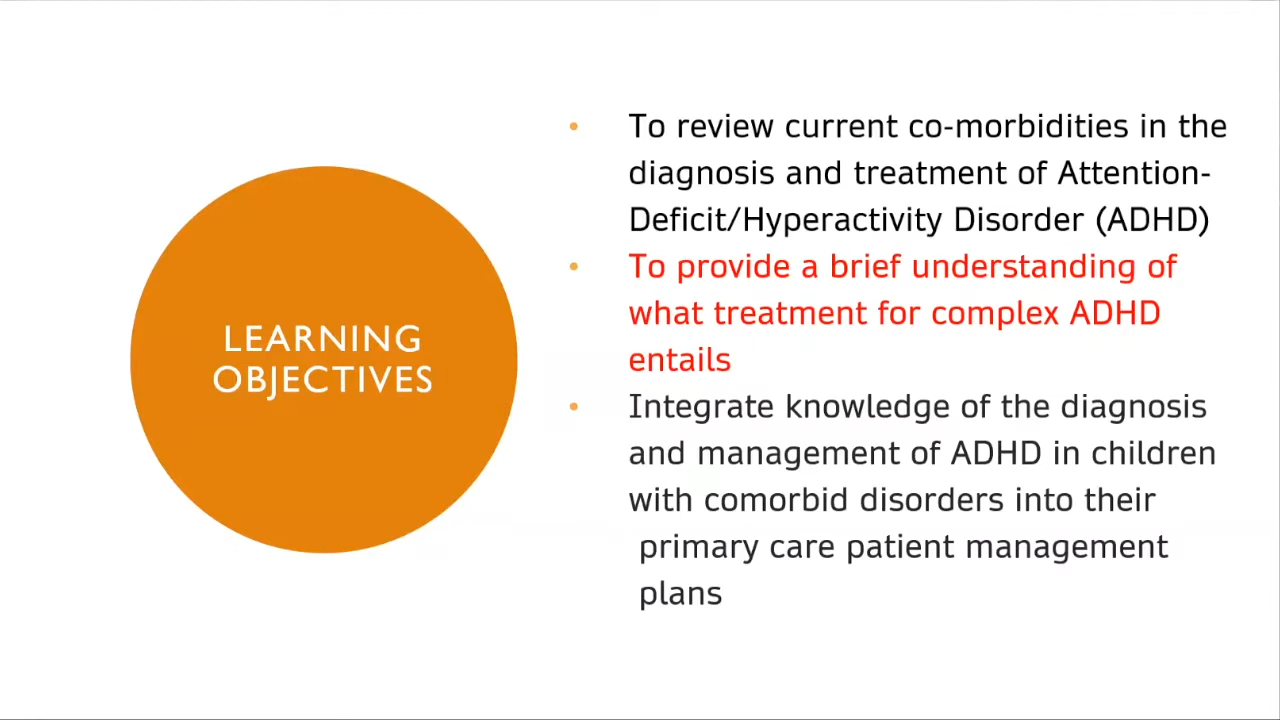 LEARNING
OBJECTIVES
• To review current co-morbidities in the
diagnosis and treatment of Attention-
Deficit/Hyperactivity Disorder (ADHD)
• To provide a brief understanding of
what treatment for complex ADHD
entails
• Integrate knowledge of the diagnosis
and management of ADHD in children
with comorbid disorders into their
primary care patient management
plans